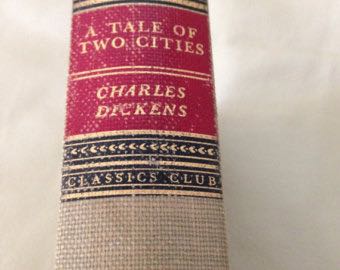 A TALE OF
TWO CITIES
CHARLES
DICKENS
CLASSICS CLUB